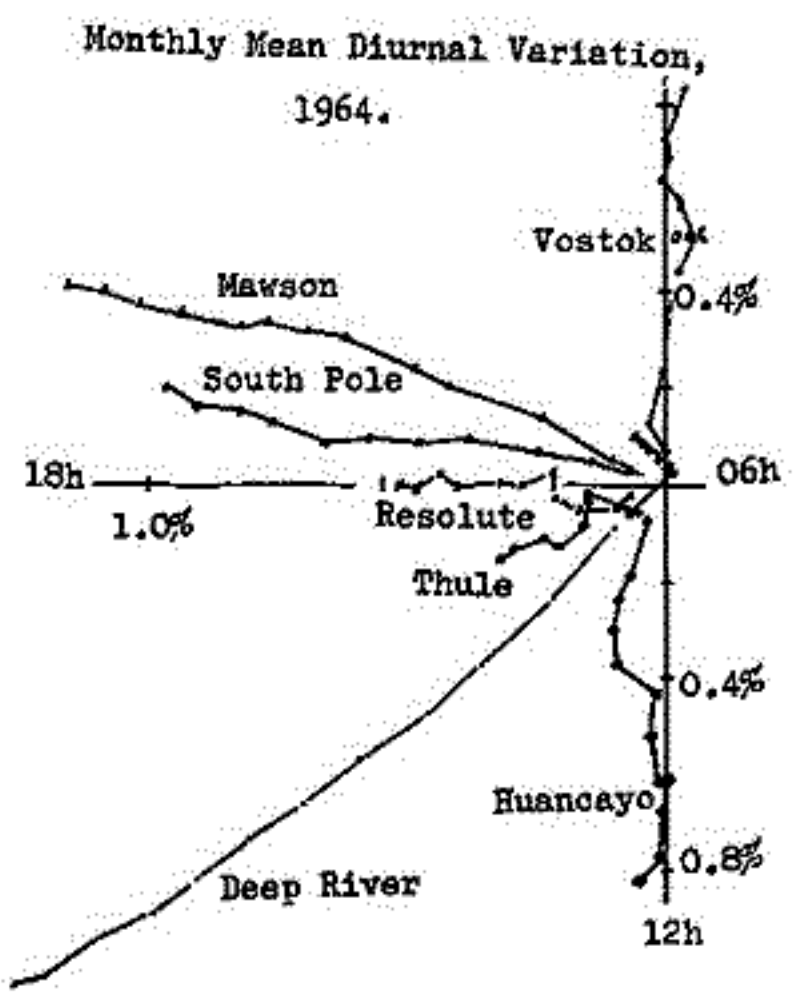 Monthly Mean Diurnal Variation,
1964.
Vostok
Mawson
0.4%
South Pole
18h
06h
1.0%
Resolute
Thule
0.4%
Huancayo
0.8%
Deep River
12h